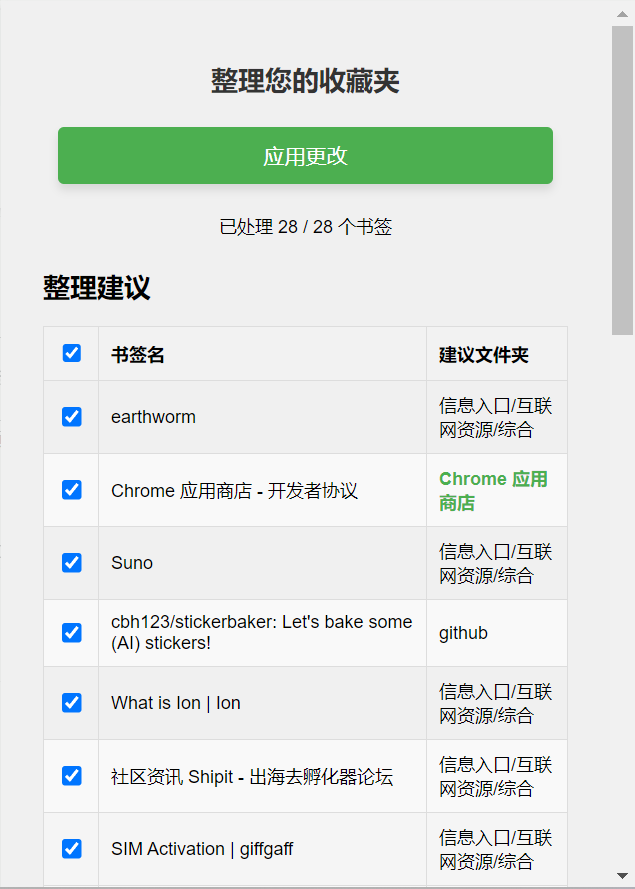 整理您的收藏夹
应用更改
已处理 28 / 28 个书签
整理建议
书签名
建议文件夹
earthworm
信息入口/互联
网资源/综合
Chrome 应用商店 - 开发者协议
Chrome 应用
商店
Suno
信息入口/互联
网资源/综合
cbh123/stickerbaker: Let's bake some
(AI) stickers!
github
What is Ion | Ion
信息入口/互联
网资源/综合
社区资讯 Shipit - 出海去孵化器论坛
信息入口/互联
网资源/综合
SIM Activation | giffgaff
信息入口/互联
网资源/综合